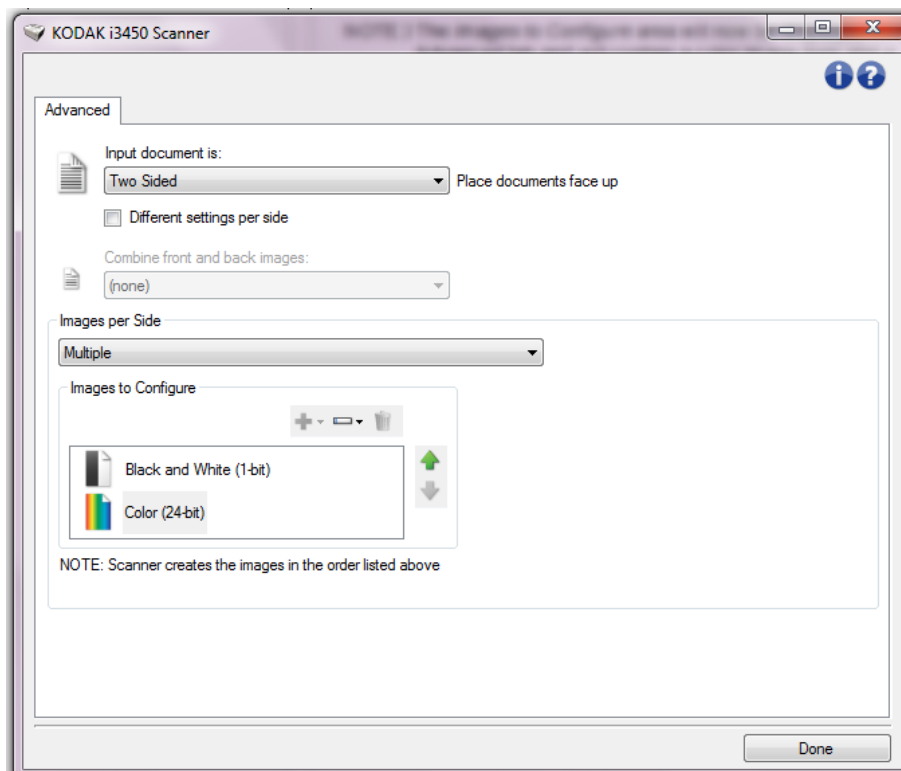 KODAK i3450 Scanner
Advanced
Input document is:
Two Sided
Place documents face up
Different settings per side
Combine front and back images:
(none)
Images per Side
Multiple
Images to Configure
Black and White (1-bit)
Color (24-bit)
NOTE: Scanner creates the images in the order listed above
Done